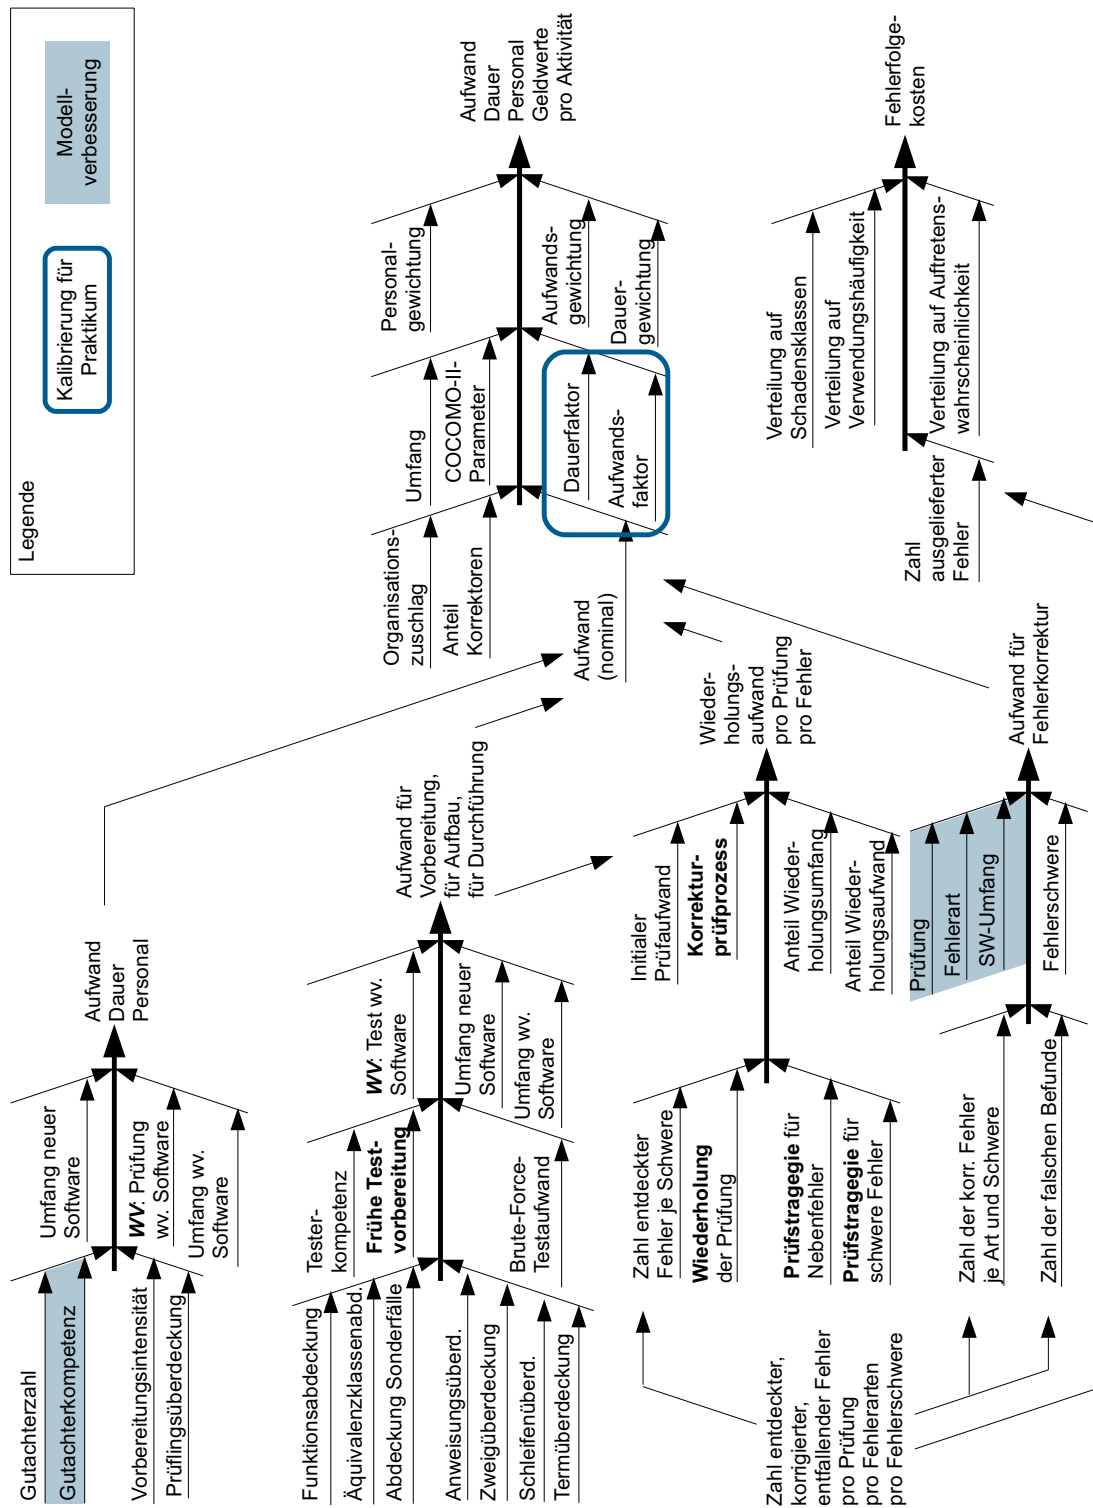 Legende
Kalibrierung für
Praktikum
Modell-
verbesserung
Gutachterzahl
Gutachterkompetenz
Vorbereitungsintensität
Prüflingsüberdeckung
Umfang neuer
Software
WV: Prüfung
wv. Software
Umfang wv.
Software
Aufwand
Dauer
Personal
Funktionsabdeckung
Äquivalenzklassenabd.
Abdeckung Sonderfälle
Anweisungsüberd.
Zweigüberdeckung
Schleifenüberd.
Termüberdeckung
Tester-
kompetenz
Frühe Test-
vorbereitung
Brute-Force-
Testaufwand
WV: Test wv.
Software
Umfang neuer
Software
Umfang wv.
Software
Aufwand für
Vorbereitung,
für Aufbau,
für Durchführung
Organisations-
zuschlag
Anteil
Korrektoren
Aufwand
(nominal)
Umfang
COCOMO-II-
Parameter
Dauerfaktor
Aufwands-
faktor
Personal-
gewichtung
Aufwands-
gewichtung
Dauer-
gewichtung
Aufwand
Dauer
Personal
Geldwerte
pro Aktivität
Zahl entdeckter
Fehler je Schwere
Wiederholung
der Prüfung
Prüfstragegie für
Nebenfehler
Prüfstragegie für
schwere Fehler
Initialer
Prüfaufwand
Korrektur-
prüfprozess
Anteil Wieder-
holungsumfang
Anteil Wieder-
holungsaufwand
Wieder-
holungs-
aufwand
pro Prüfung
pro Fehler
Zahl entdeckter,
korrigierter,
entfallender Fehler
pro Prüfung
pro Fehlerarten
pro Fehlerschwere
Zahl der korr. Fehler
je Art und Schwere
Zahl der falschen Befunde
Prüfung
Fehlerart
SW-Umfang
Fehlerschwere
Aufwand für
Fehlerkorrektur
Zahl
ausgelieferter
Fehler
Verteilung auf
Schadensklassen
Verteilung auf
Verwendungshäufigkeit
Verteilung auf Auftretens-
wahrscheinlichkeit
Fehlerfolge-
kosten